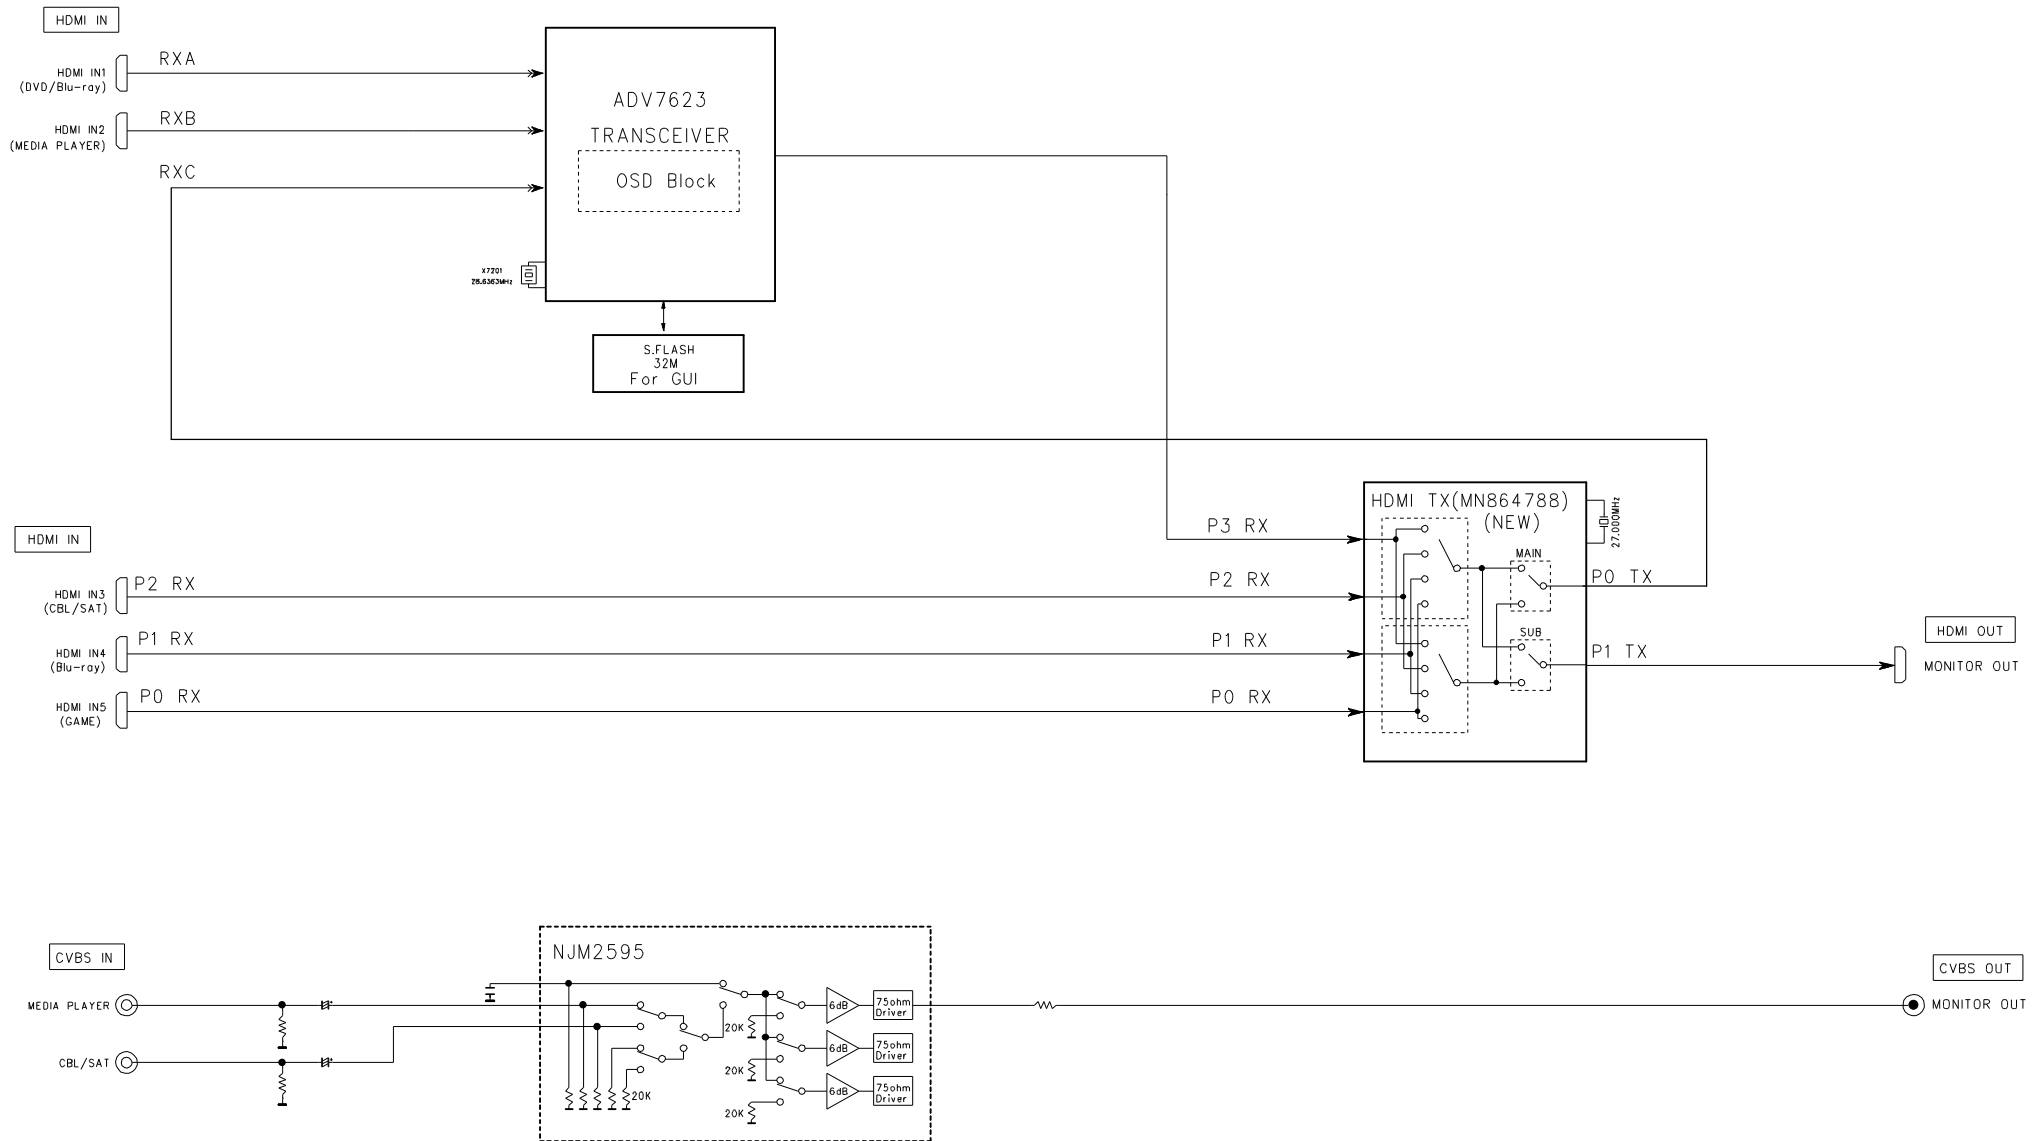 HDMI IN
HDMI IN1
(DVD/Blu-ray)
RXA
HDMI IN2
(MEDIA PLAYER)
RXB
RXC
ADV7623
TRANSCEIVER
OSD Block
X7201
28.6363MHz
S.FLASH
32M
For GUI
HDMI IN
HDMI IN3
(CBL/SAT)
P2 RX
HDMI IN4
(Blu-ray)
P1 RX
HDMI IN5
(GAME)
P0 RX
P3 RX
P2 RX
P1 RX
P0 RX
HDMI TX(MN864788)
(NEW)
27.000MHz
MAIN
SUB
P0 TX
P1 TX
HDMI OUT
MONITOR OUT
CVBS IN
MEDIA PLAYER
CBL/SAT
NJM2595
20K
20K
20K
20K
6dB
75ohm
Driver
6dB
75ohm
Driver
6dB
75ohm
Driver
CVBS OUT
MONITOR OUT